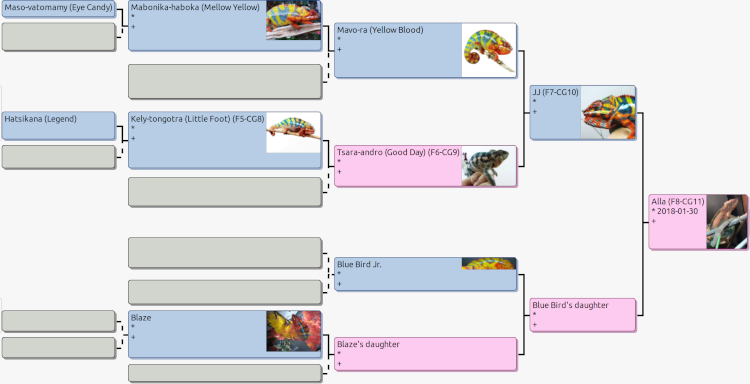 Maso-vatomamy (Eye Candy)
Hatsikana (Legend)
Mabonika-haboka (Mellow Yellow)
*
+
Kely-tongotra (Little Foot) (F5-CG8)
*
+
Blaze
*
+
Mavo-ra (Yellow Blood)
*
+
Tsara-andro (Good Day) (F6-CG9)
*
+
Blue Bird Jr.
*
+
Blaze's daughter
*
+
JJ (F7-CG10)
*
+
Blue Bird's daughter
*
+
Alla (F8-CG11)
* 2018-01-30
+